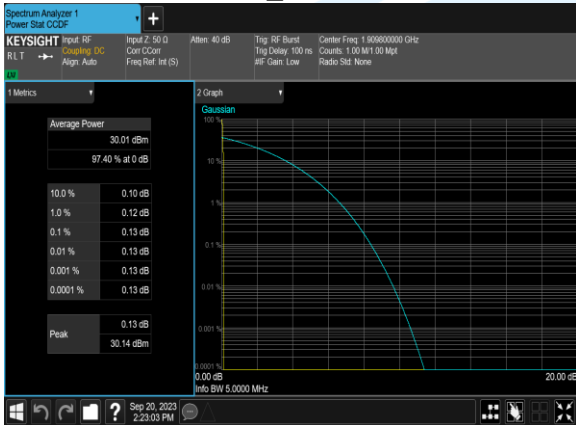 Spectrum Analyzer 1
Power Stat CCDF
+
KEYSIGHT
RLT
LXI
Input: RF
Coupling: DC
Align: Auto
Input Z: 50 Ω
Corr CCorr
Freq Ref: Int (S)
Atten: 40 dB
Trig: RF Burst
Trig Delay: 100 ns
#IF Gain: Low
Center Freq: 1.909800000 GHz
Counts: 1.00 M/1.00 Mpt
Radio Std: None
1 Metrics
Average Power
30.01 dBm
97.40 % at 0 dB
10.0 % 0.10 dB
1.0 % 0.12 dB
0.1 % 0.13 dB
0.01 % 0.13 dB
0.001 % 0.13 dB
0.0001 % 0.13 dB
Peak
0.13 dB
30.14 dBm
2 Graph
Gaussian
100 %
10 %
1 %
0.1 %
0.01 %
0.001 %
0.0001 %
0.00 dB 20.00 dB
Info BW 5.0000 MHz
?
Sep 20, 2023
2:23:03 PM